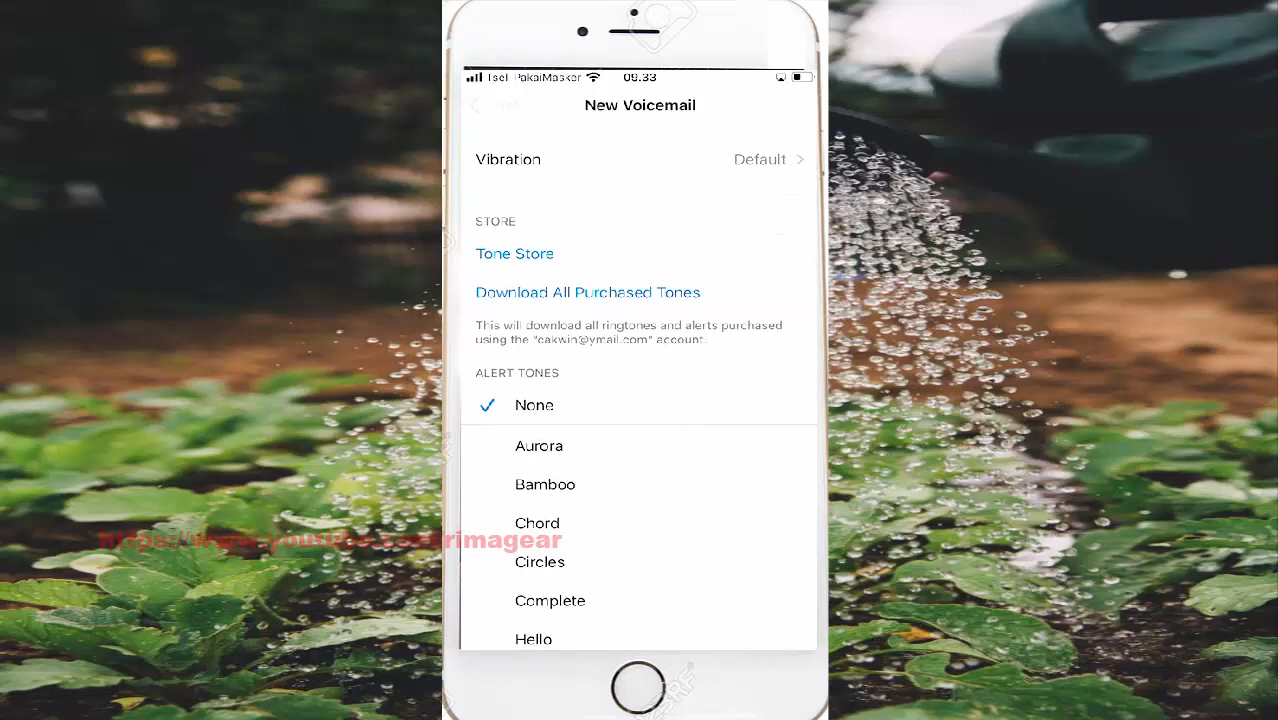 Tsel-PakaiMasker 09.33
New Voicemail
Vibration Default
STORE
Tone Store
Download All Purchased Tones
This will download all ringtones and alerts purchased
using the "cakwin@ymail.com" account.
ALERT TONES
None
Aurora
Bamboo
Chord
https://www.youtube.com/rimagear
Circles
Complete
Hello